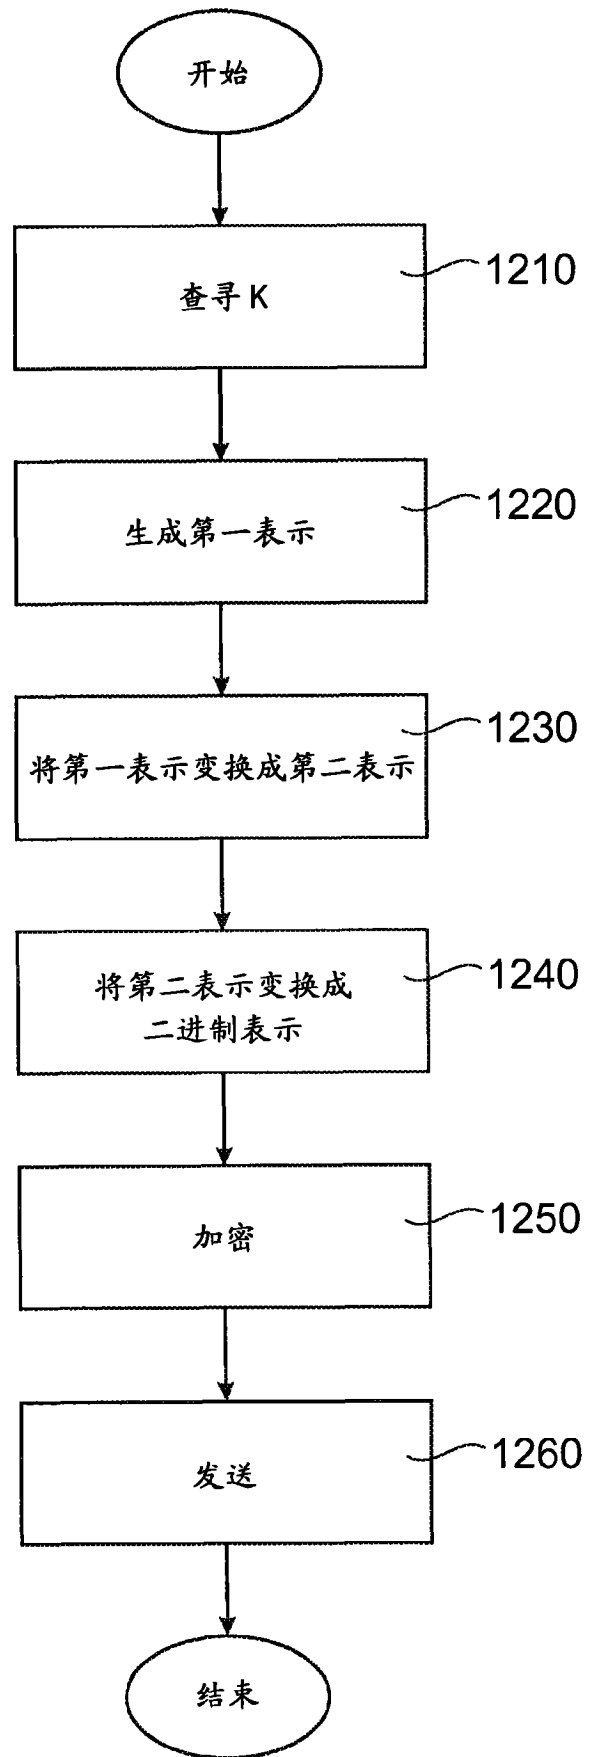 开始
查寻 K
1210
生成第一表示
1220
将第一表示变换成第二表示
1230
将第二表示变换成
二进制表示
1240
加密
1250
发送
1260
结束